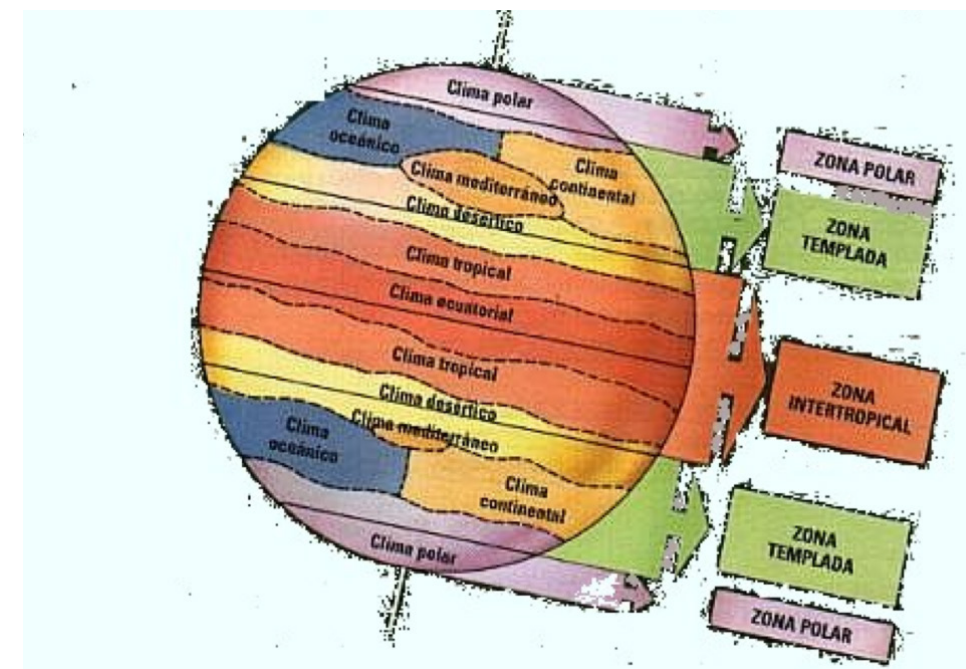 Clima polar
Clima
oceánico
Clima
continental
Clima mediterráneo
Clima desértico
Clima tropical
Clima ecuatorial
Clima tropical
Clima desértico
Clima mediterráneo
Clima
oceánico
Clima
continental
Clima polar
ZONA POLAR
ZONA
TEMPLADA
ZONA
INTERTROPICAL
ZONA
TEMPLADA
ZONA POLAR